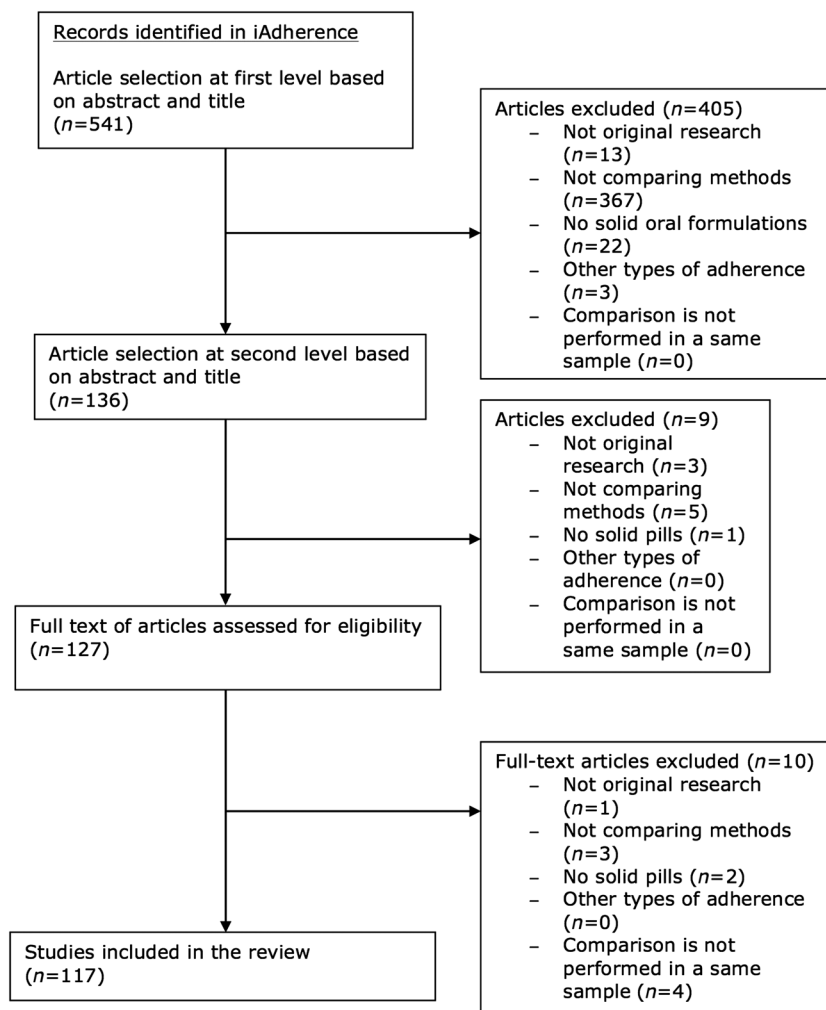 Records identified in iAdherence
Article selection at first level based
on abstract and title
(n=541)
Articles excluded (n=405)
– Not original research
(n=13)
– Not comparing methods
(n=367)
– No solid oral formulations
(n=22)
– Other types of adherence
(n=3)
– Comparison is not
performed in a same
sample (n=0)
Article selection at second level based
on abstract and title
(n=136)
Articles excluded (n=9)
– Not original
research (n=3)
– Not comparing
methods (n=5)
– No solid pills (n=1)
– Other types of
adherence (n=0)
– Comparison is not
performed in a
same sample (n=0)
Full text of articles assessed for eligibility
(n=127)
Full-text articles excluded (n=10)
– Not original research
(n=1)
– Not comparing methods
(n=3)
– No solid pills (n=2)
– Other types of adherence
(n=0)
– Comparison is not
performed in a same
sample (n=4)
Studies included in the review
(n=117)